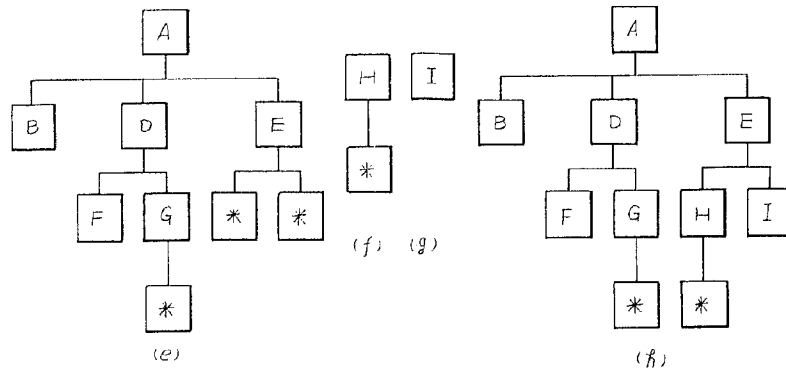 A
B D E
F G * *
*
(e)
H I
*
(f) (g)
A
B D E
F G H I
* *
(h)